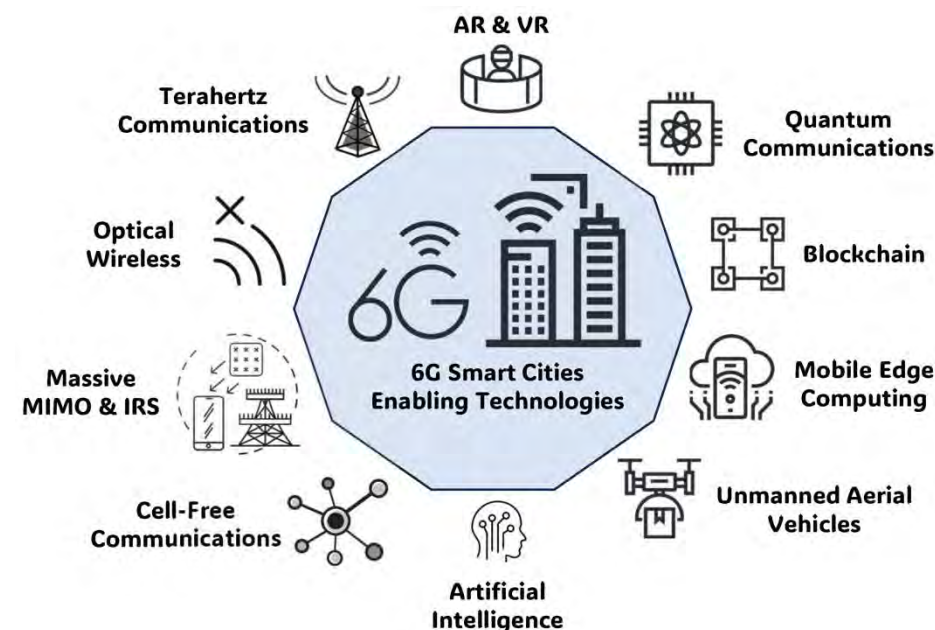 AR & VR
Terahertz
Communications
Quantum
Communications
Optical
Wireless
Blockchain
6G
6G Smart Cities
Enabling Technologies
Massive
MIMO & IRS
Mobile Edge
Computing
Cell-Free
Communications
Unmanned Aerial
Vehicles
Artificial
Intelligence